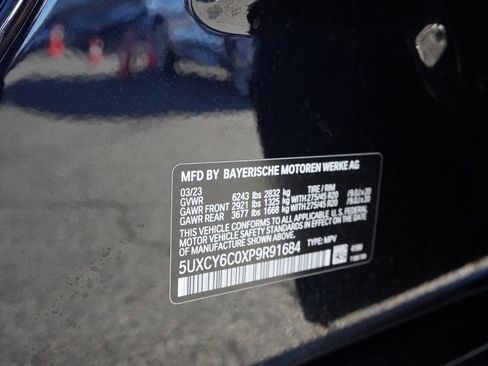 MFD BY BAYERISCHE MOTOREN WERKE AG
03/23 TIRE / RIM
GVWR 6243 lbs 2832 kg
GAWR FRONT 2921 lbs 1325 kg WITH 275/45 R20
GAWR REAR 3677 lbs 1668 kg WITH 275/45 R20
THIS VEHICLE CONFORMS TO ALL APPLICABLE U.S. FEDERAL
MOTOR VEHICLE SAFETY STANDARDS IN EFFECT ON THE DATE
OF MANUFACTURE SHOWN ABOVE.
5UXCY6C0XP9R91684 TYPE: MPV